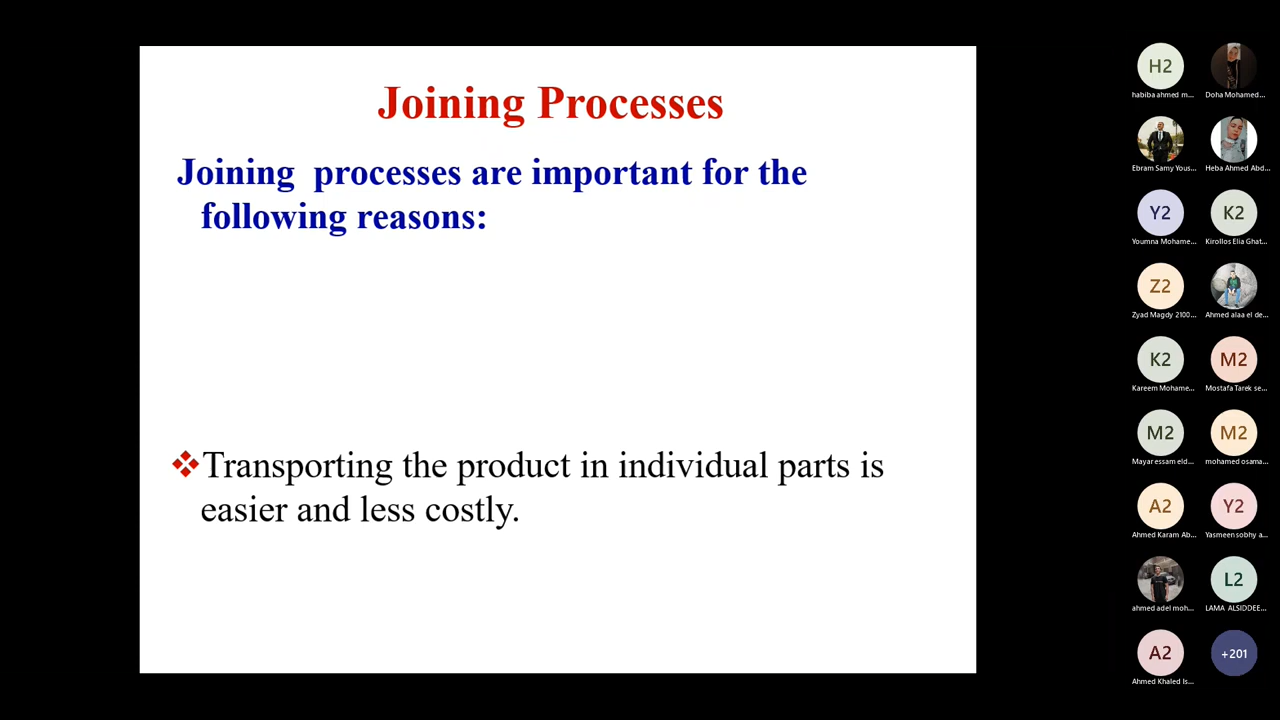 Joining Processes
Joining processes are important for the
following reasons:
❖Transporting the product in individual parts is
easier and less costly.
H2
habiba ahmed m...
Doha Mohamed...
Ebram Samy Yous...
Heba Ahmed Abd...
Y2
Youmna Mohame...
K2
Kirollos Elia Ghat...
Z2
Zyad Magdy 2100...
Ahmed alaa el de...
K2
Kareem Mohame...
M2
Mostafa Tarek se...
M2
Mayar essam eld...
M2
mohamed osama...
A2
Ahmed Karam Ab...
Y2
Yasmeen sobhy a...
ahmed adel moh...
L2
LAMA ALSIDDEE...
A2
Ahmed Khaled Is...
+201